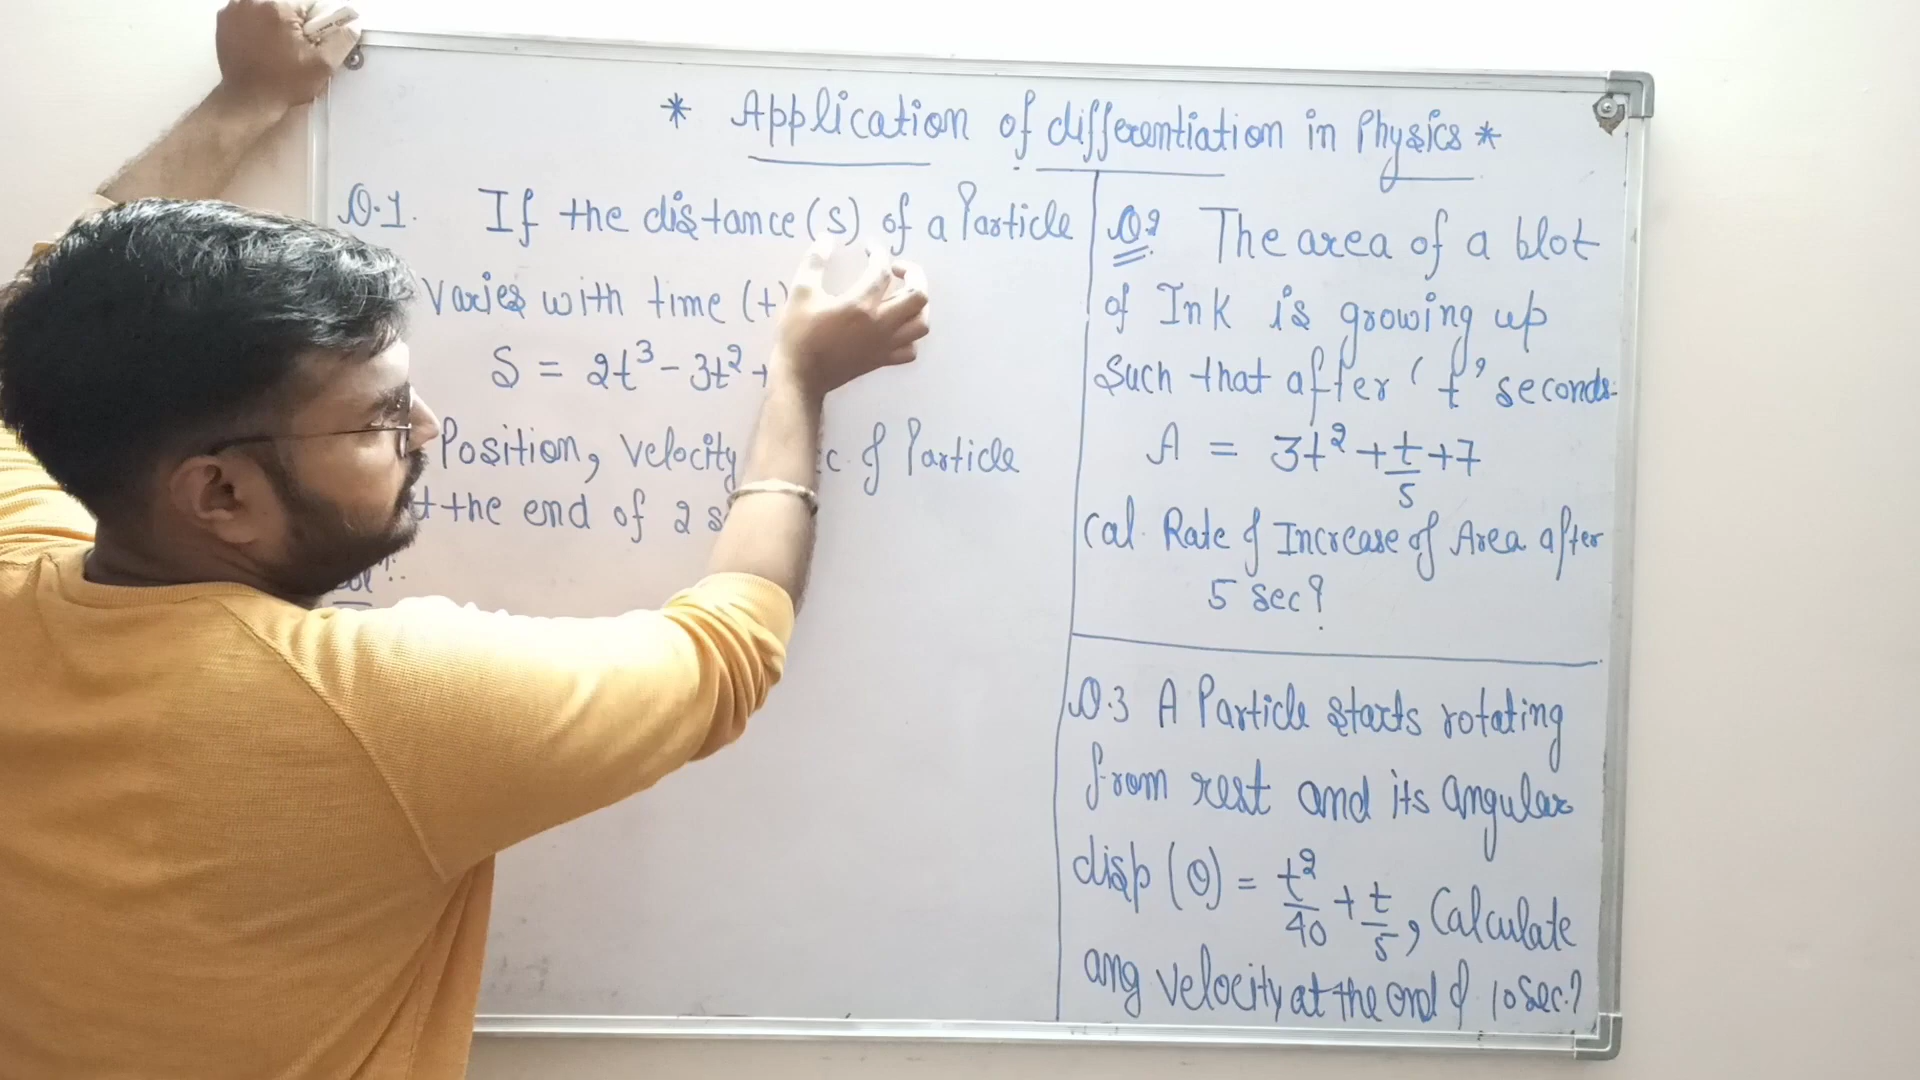 * Application of differentiation in Physics *
Q.1. If the distance (s) of a Particle
varies with time (t)
S = 2t³ - 3t² +
Position, velocity c. of Particle
t the end of 2 s
Solⁿ:
Q2. The area of a blot
of Ink is growing up
Such that after 't' seconds.
A = 3t² + t/5 + 7
Cal. Rate of Increase of Area after
5 sec?
Q.3 A Particle starts rotating
from rest and its angular
disp (θ) = t²/40 + t/5, Calculate
ang velocity at the end of 10 sec.?